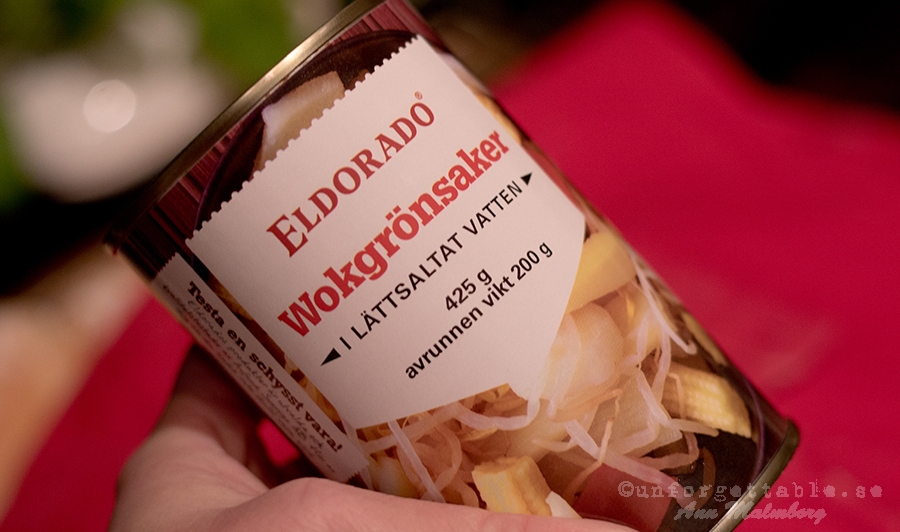 ELDORADO®
Wokgrönsaker
◄ I LÄTTSALTAT VATTEN ►
425 g
avrunnen vikt 200 g
Testa en schysst vara!
©unforgettable.se
Ann Malmborg